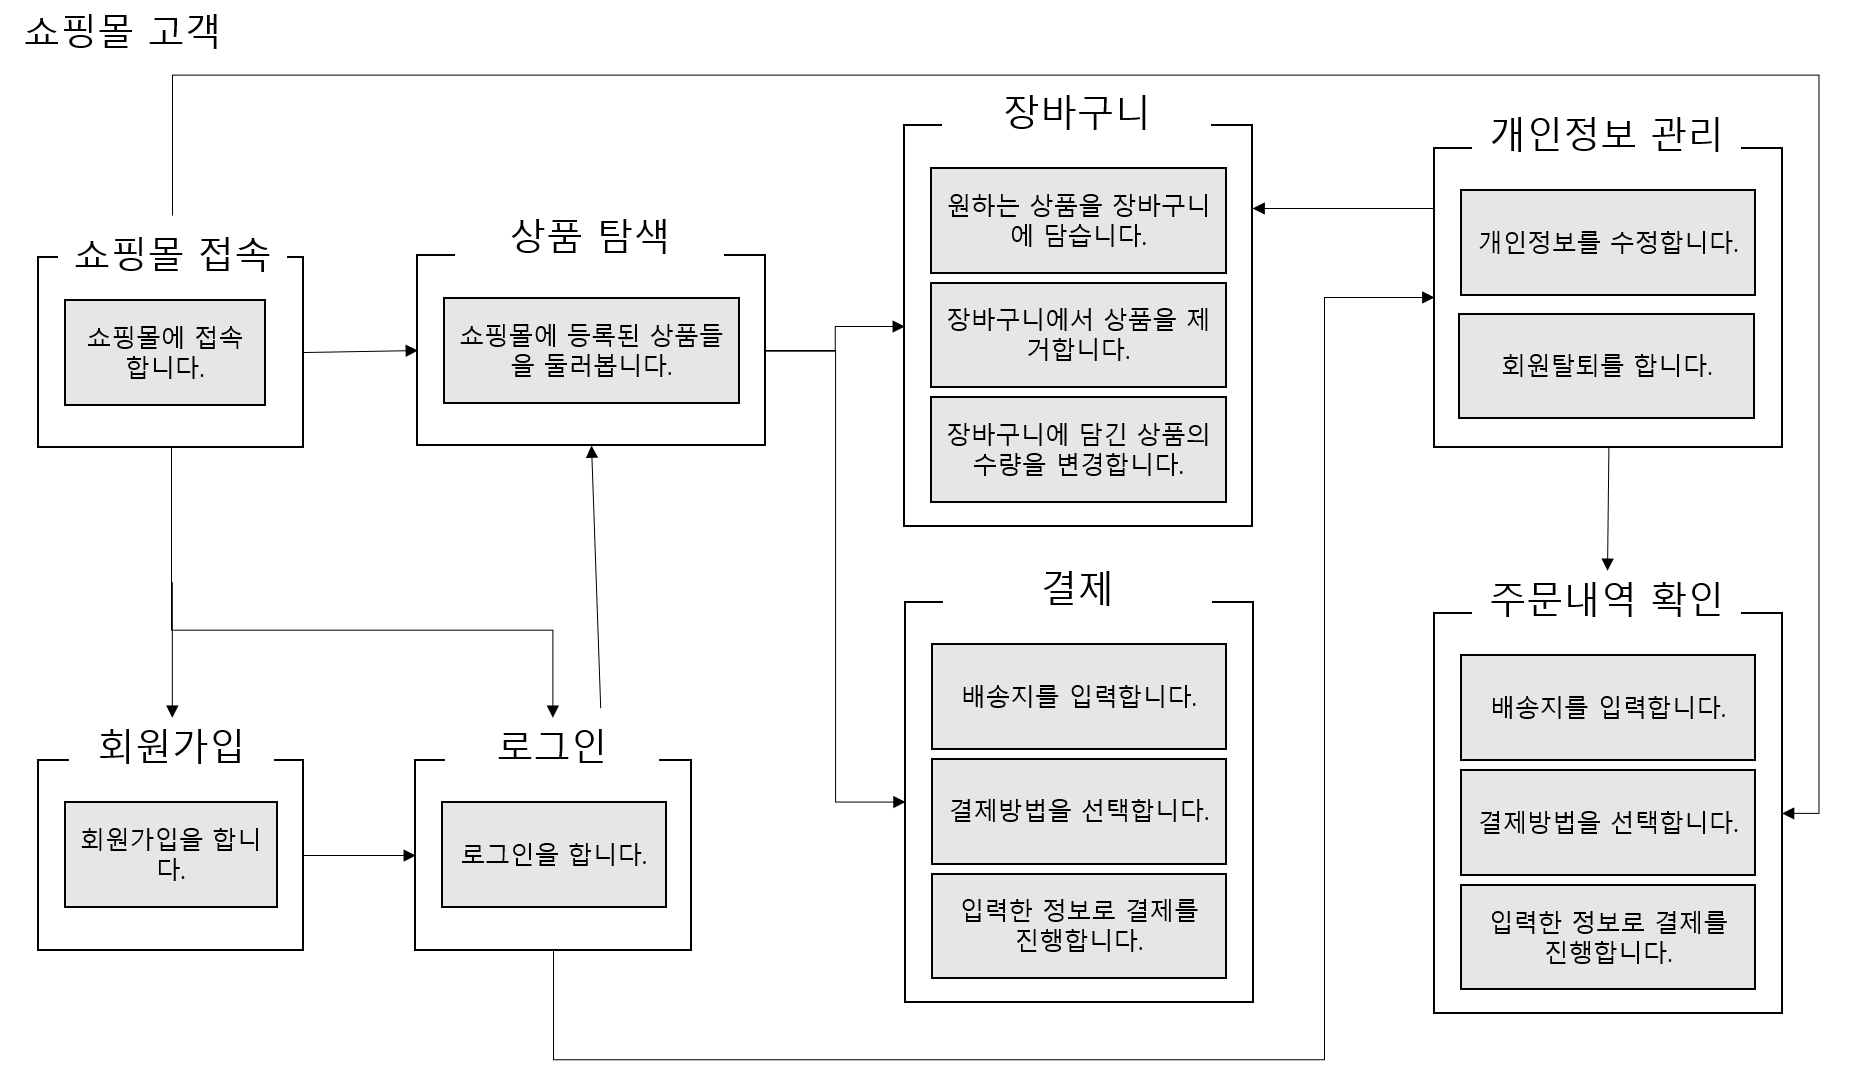 쇼핑몰 고객
쇼핑몰 접속
쇼핑몰에 접속
합니다.
상품 탐색
쇼핑몰에 등록된 상품들
을 둘러봅니다.
장바구니
원하는 상품을 장바구니
에 담습니다.
장바구니에서 상품을 제
거합니다.
장바구니에 담긴 상품의
수량을 변경합니다.
개인정보 관리
개인정보를 수정합니다.
회원탈퇴를 합니다.
회원가입
회원가입을 합니
다.
로그인
로그인을 합니다.
결제
배송지를 입력합니다.
결제방법을 선택합니다.
입력한 정보로 결제를
진행합니다.
주문내역 확인
배송지를 입력합니다.
결제방법을 선택합니다.
입력한 정보로 결제를
진행합니다.